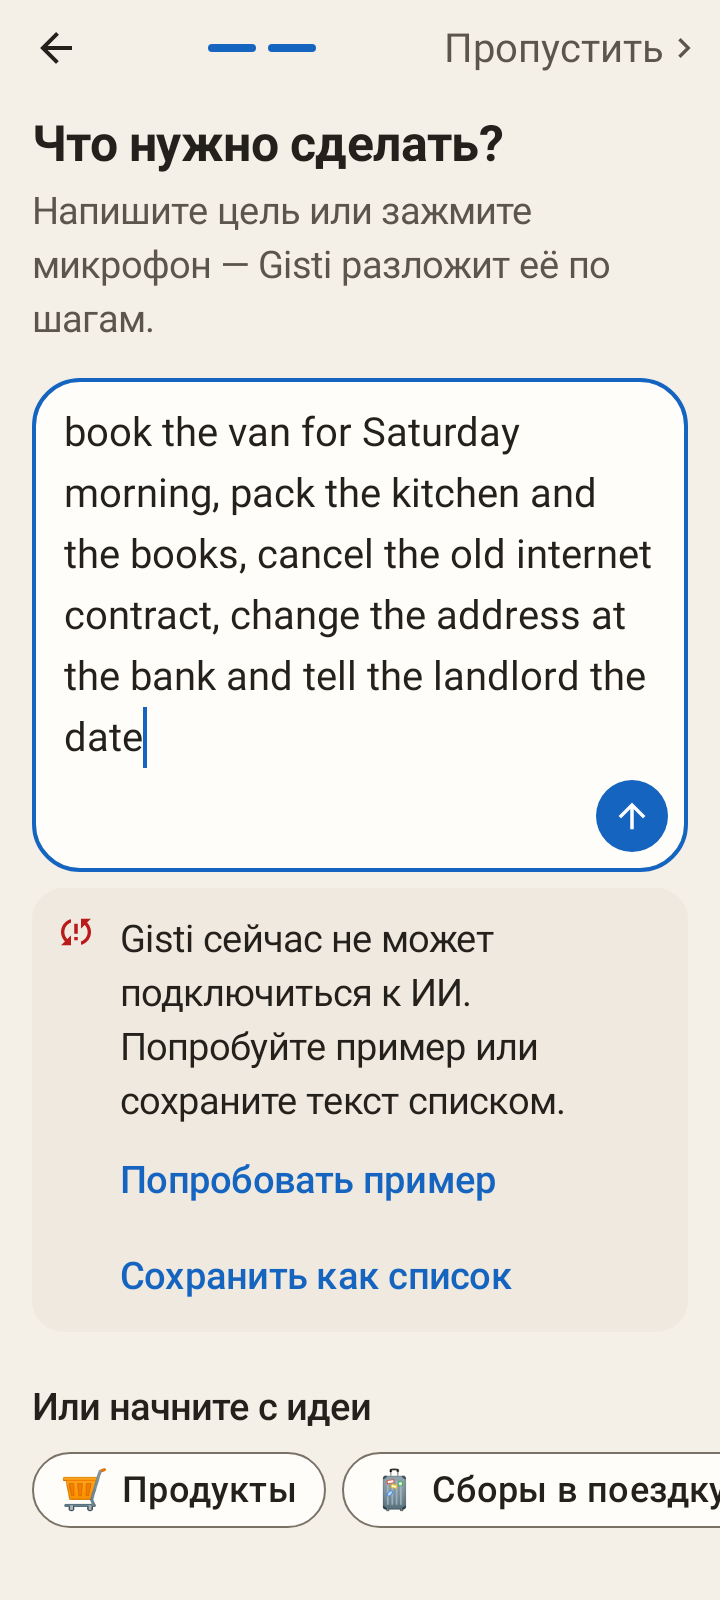 Пропустить
Что нужно сделать?
Напишите цель или зажмите
микрофон — Gisti разложит её по
шагам.
book the van for Saturday
morning, pack the kitchen and
the books, cancel the old internet
contract, change the address at
the bank and tell the landlord the
date
Gisti сейчас не может
подключиться к ИИ.
Попробуйте пример или
сохраните текст списком.
Попробовать пример
Сохранить как список
Или начните с идеи
Продукты
Сборы в поездку